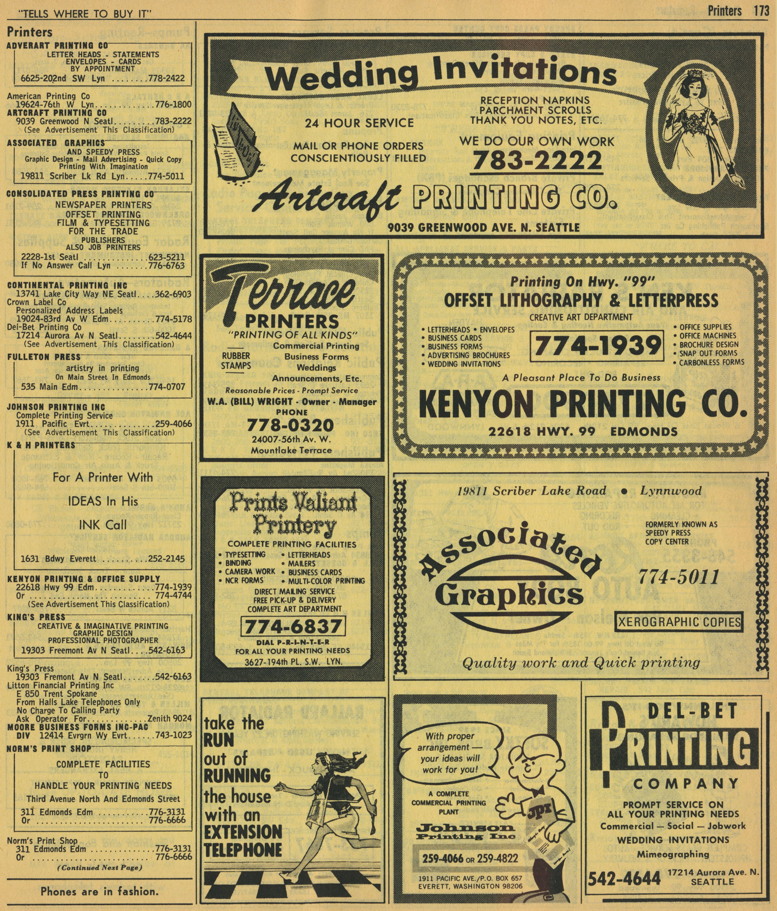 "TELLS WHERE TO BUY IT"
Printers 173
Printers
ADVERART PRINTING CO
LETTER HEADS - STATEMENTS
ENVELOPES - CARDS
BY APPOINTMENT
6625-202nd SW Lyn ........778-2422
American Printing Co
19624-76th W Lyn...........776-1800
ARTCRAFT PRINTING CO
9039 Greenwood N Seatl.....783-2222
(See Advertisement This Classification)
ASSOCIATED GRAPHICS
AND SPEEDY PRESS
Graphic Design - Mail Advertising - Quick Copy
Printing With Imagination
19811 Scriber Lk Rd Lyn....774-5011
CONSOLIDATED PRESS PRINTING CO
NEWSPAPER PRINTERS
OFFSET PRINTING
FILM & TYPESETTING
FOR THE TRADE
PUBLISHERS
ALSO JOB PRINTERS
2228-1st Seatl ............623-5211
If No Answer Call Lyn .....776-6763
CONTINENTAL PRINTING INC
13741 Lake City Way NE Seatl...362-6903
Crown Label Co
Personalized Address Labels
19024-83rd Av W Edm........774-5178
Del-Bet Printing Co
17214 Aurora Av N Seatl....542-4644
(See Advertisement This Classification)
FULLETON PRESS
artistry in printing
On Main Street In Edmonds
535 Main Edm...............774-0707
JOHNSON PRINTING INC
Complete Printing Service
1911 Pacific Evrt..........259-4066
(See Advertisement This Classification)
K & H PRINTERS
For A Printer With
IDEAS In His
INK Call
1631 Bdwy Everett .........252-2145
KENYON PRINTING & OFFICE SUPPLY
22618 Hwy 99 Edm ..........774-1939
Or ........................774-4744
(See Advertisement This Classification)
KING'S PRESS
CREATIVE & IMAGINATIVE PRINTING
GRAPHIC DESIGN
PROFESSIONAL PHOTOGRAPHER
19303 Freemont Av N Seatl...542-6163
King's Press
19303 Fremont Av N Seatl....542-6163
Litton Financial Printing Inc
E 850 Trent Spokane
From Halls Lake Telephones Only
No Charge To Calling Party
Ask Operator For........Zenith 9024
MOORE BUSINESS FORMS INC-PAC
DIV 12414 Evrgrn Wy Evrt...743-1023
NORM'S PRINT SHOP
COMPLETE FACILITIES
TO
HANDLE YOUR PRINTING NEEDS
Third Avenue North And Edmonds Street
311 Edmonds Edm ...........776-3131
Or ........................776-6666
Norm's Print Shop
311 Edmonds Edm ...........776-3131
Or ........................776-6666
(Continued Next Page)
Phones are in fashion.
Wedding Invitations
24 HOUR SERVICE
MAIL OR PHONE ORDERS
CONSCIENTIOUSLY FILLED
RECEPTION NAPKINS
PARCHMENT SCROLLS
THANK YOU NOTES, ETC.
WE DO OUR OWN WORK
783-2222
Artcraft PRINTING CO.
9039 GREENWOOD AVE. N. SEATTLE
Terrace
PRINTERS
"PRINTING OF ALL KINDS"
RUBBER
STAMPS
Commercial Printing
Business Forms
Weddings
Announcements, Etc.
Reasonable Prices - Prompt Service
W.A. (BILL) WRIGHT - Owner - Manager
PHONE
778-0320
24007-56th Av. W.
Mountlake Terrace
Printing On Hwy. "99"
OFFSET LITHOGRAPHY & LETTERPRESS
CREATIVE ART DEPARTMENT
• LETTERHEADS • ENVELOPES
• BUSINESS CARDS
• BUSINESS FORMS
• ADVERTISING BROCHURES
• WEDDING INVITATIONS
774-1939
• OFFICE SUPPLIES
• OFFICE MACHINES
• BROCHURE DESIGN
• SNAP OUT FORMS
• CARBONLESS FORMS
A Pleasant Place To Do Business
KENYON PRINTING CO.
22618 HWY. 99 EDMONDS
Prints Valiant
Printery
COMPLETE PRINTING FACILITIES
• TYPESETTING
• BINDING
• CAMERA WORK
• NCR FORMS
• LETTERHEADS
• MAILERS
• BUSINESS CARDS
• MULTI-COLOR PRINTING
DIRECT MAILING SERVICE
FREE PICK-UP & DELIVERY
COMPLETE ART DEPARTMENT
774-6837
DIAL P-R-I-N-T-E-R
FOR ALL YOUR PRINTING NEEDS
3627-194th PL. S.W. LYN.
19811 Scriber Lake Road • Lynnwood
Associated
Graphics
FORMERLY KNOWN AS
SPEEDY PRESS
COPY CENTER
774-5011
XEROGRAPHIC COPIES
Quality work and Quick printing
take the
RUN
out of
RUNNING
the house
with an
EXTENSION
TELEPHONE
With proper
arrangement —
your ideas will
work for you!
A COMPLETE
COMMERCIAL PRINTING
PLANT
JPI
Johnson
Printing Inc
259-4066 OR 259-4822
1911 PACIFIC AVE./P.O. BOX 657
EVERETT, WASHINGTON 98206
DEL-BET
PRINTING
COMPANY
PROMPT SERVICE ON
ALL YOUR PRINTING NEEDS
Commercial — Social — Jobwork
WEDDING INVITATIONS
Mimeographing
542-4644
17214 Aurora Ave. N.
SEATTLE